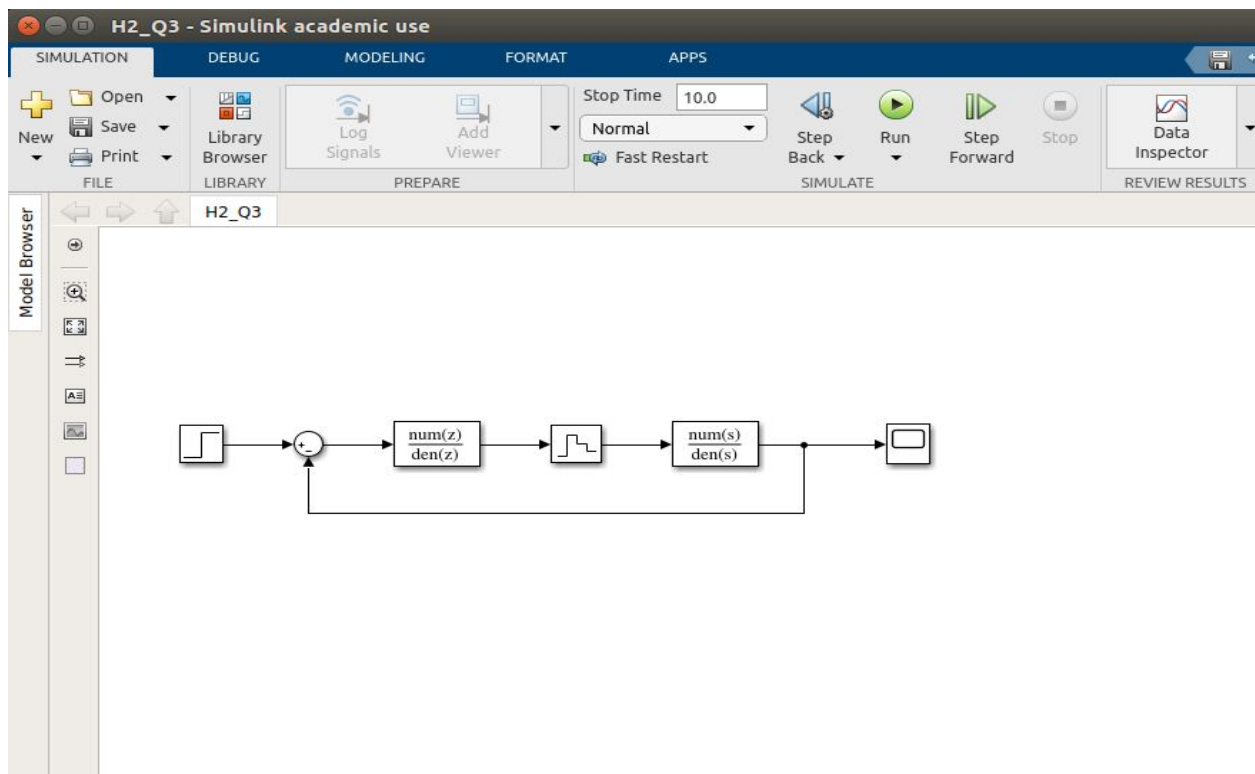 H2_Q3 - Simulink academic use
SIMULATION DEBUG MODELING FORMAT APPS
New
Open
Save
Print
FILE
Library
Browser
LIBRARY
Log
Signals
Add
Viewer
PREPARE
Stop Time 10.0
Normal
Fast Restart
Step
Back
Run
Step
Forward
Stop
SIMULATE
Data
Inspector
REVIEW RESULTS
Model Browser
H2_Q3
num(z)
den(z)
num(s)
den(s)